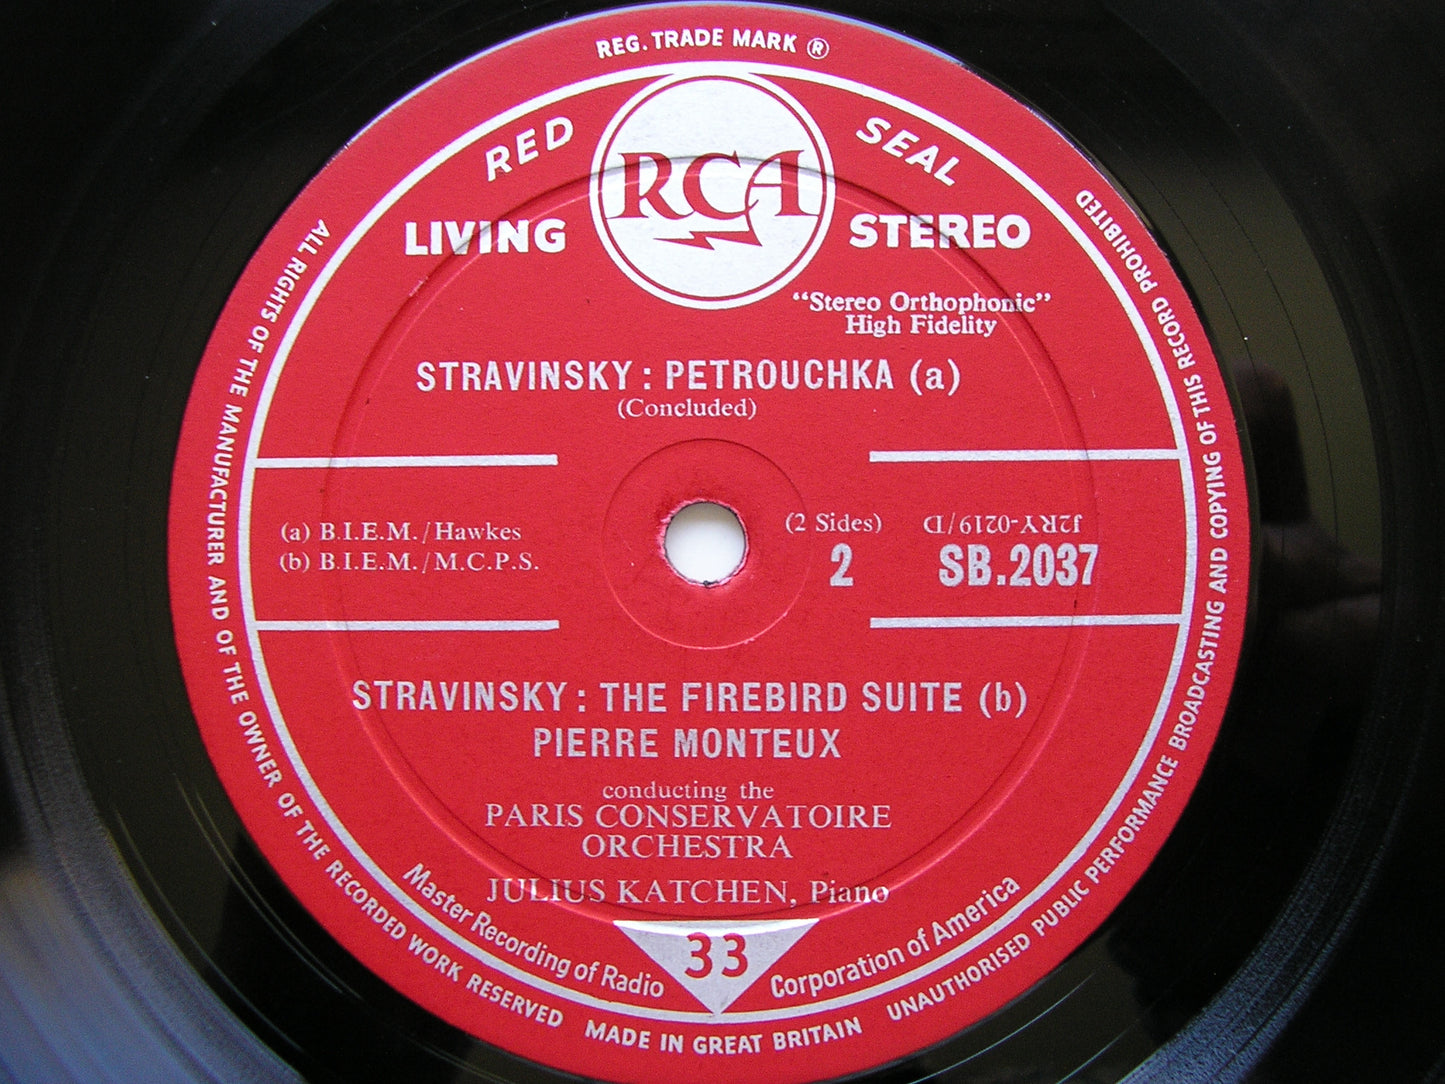 REG. TRADE MARK ®
RED SEAL
RCA
LIVING STEREO
“Stereo Orthophonic”
High Fidelity
STRAVINSKY : PETROUCHKA (a)
(Concluded)
(a) B.I.E.M./Hawkes
(b) B.I.E.M./M.C.P.S.
(2 Sides)
2
J2RY-0219/D
SB.2037
STRAVINSKY : THE FIREBIRD SUITE (b)
PIERRE MONTEUX
conducting the
PARIS CONSERVATOIRE
ORCHESTRA
JULIUS KATCHEN, Piano
33
Master Recording of Radio Corporation of America
ALL RIGHTS OF THE MANUFACTURER AND OF THE OWNER OF THE RECORDED WORK RESERVED
MADE IN GREAT BRITAIN
UNAUTHORISED PUBLIC PERFORMANCE BROADCASTING AND COPYING OF THIS RECORD PROHIBITED